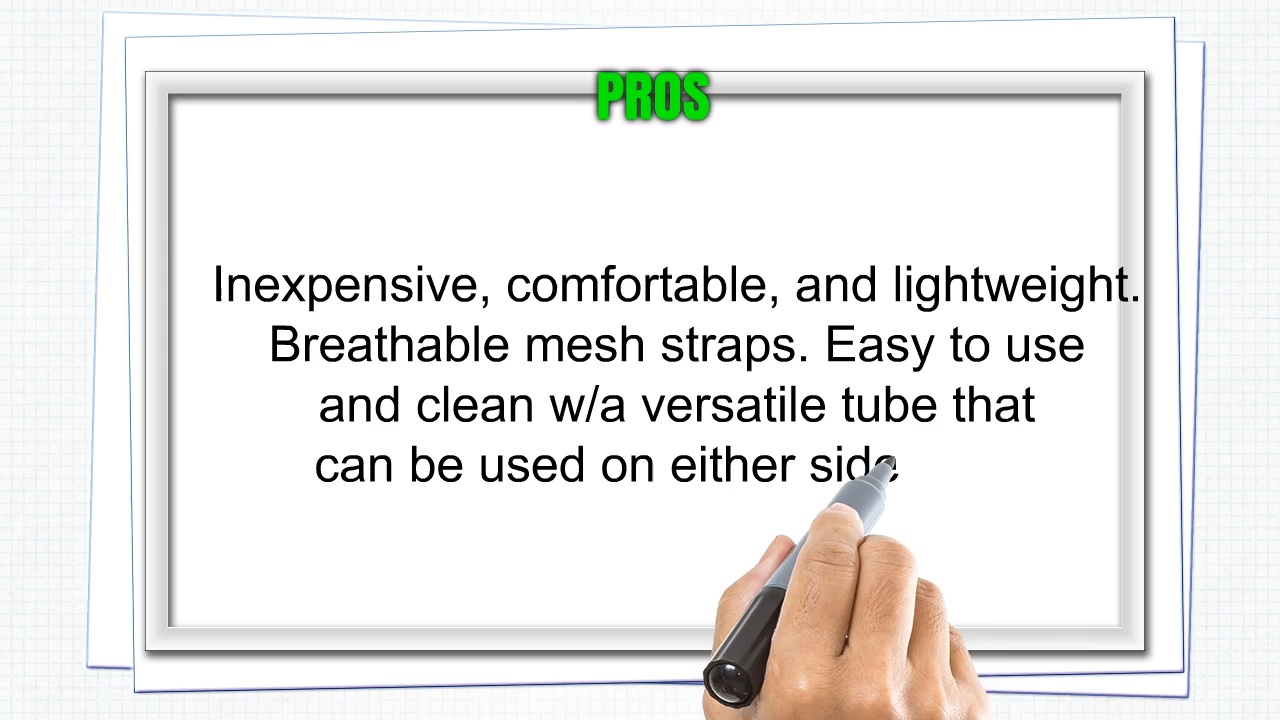 PROS
Inexpensive, comfortable, and lightweight.
Breathable mesh straps. Easy to use
and clean w/a versatile tube that
can be used on either side